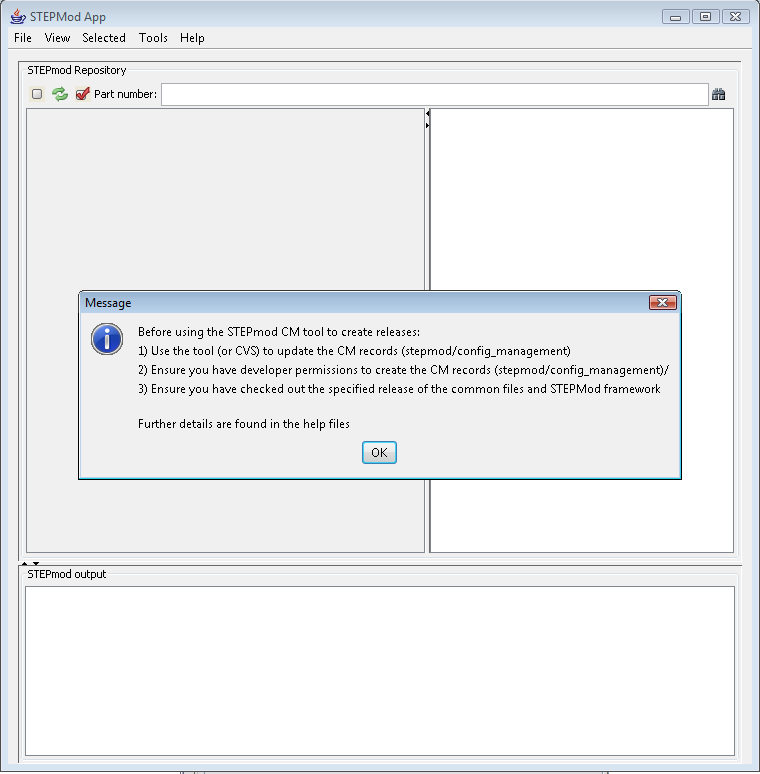 STEPMod App
File View Selected Tools Help
STEPmod Repository
Part number:
Message
Before using the STEPmod CM tool to create releases:
1) Use the tool (or CVS) to update the CM records (stepmod/config_management)
2) Ensure you have developer permissions to create the CM records (stepmod/config_management)/
3) Ensure you have checked out the specified release of the common files and STEPMod framework
Further details are found in the help files
OK
STEPmod output